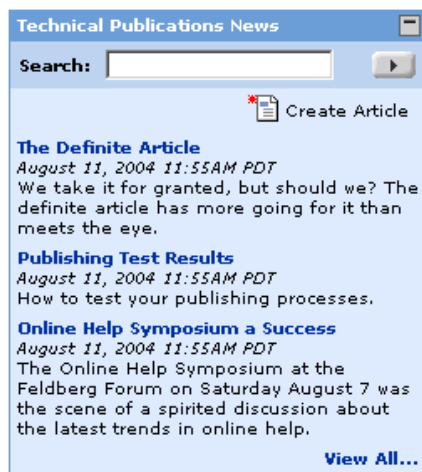 Technical Publications News
Search:
Create Article
The Definite Article
August 11, 2004 11:55AM PDT
We take it for granted, but should we? The
definite article has more going for it than
meets the eye.
Publishing Test Results
August 11, 2004 11:55AM PDT
How to test your publishing processes.
Online Help Symposium a Success
August 11, 2004 11:55AM PDT
The Online Help Symposium at the
Feldberg Forum on Saturday August 7 was
the scene of a spirited discussion about
the latest trends in online help.
View All...